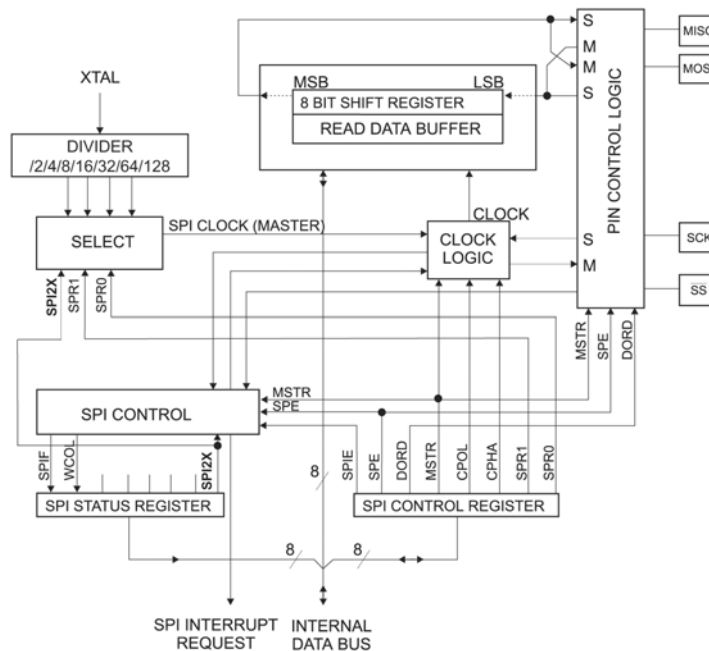 S
MISO
MSB
LSB
M
M
MOSI
XTAL
8 BIT SHIFT REGISTER
S
READ DATA BUFFER
DIVIDER
/2/4/8/16/32/64/128
PIN CONTROL LOGIC
SPI CLOCK (MASTER)
CLOCK
SELECT
CLOCK
LOGIC
S
SCK
M
SPI2X
SPR1
SPR0
SS
MSTR
SPE
DORD
MSTR
SPI CONTROL
SPE
SPIF
WCOL
SPI2X
SPIE
SPE
DORD
MSTR
CPOL
CPHA
SPR1
SPR0
8
SPI STATUS REGISTER
SPI CONTROL REGISTER
8
8
SPI INTERRUPT
REQUEST
INTERNAL
DATA BUS